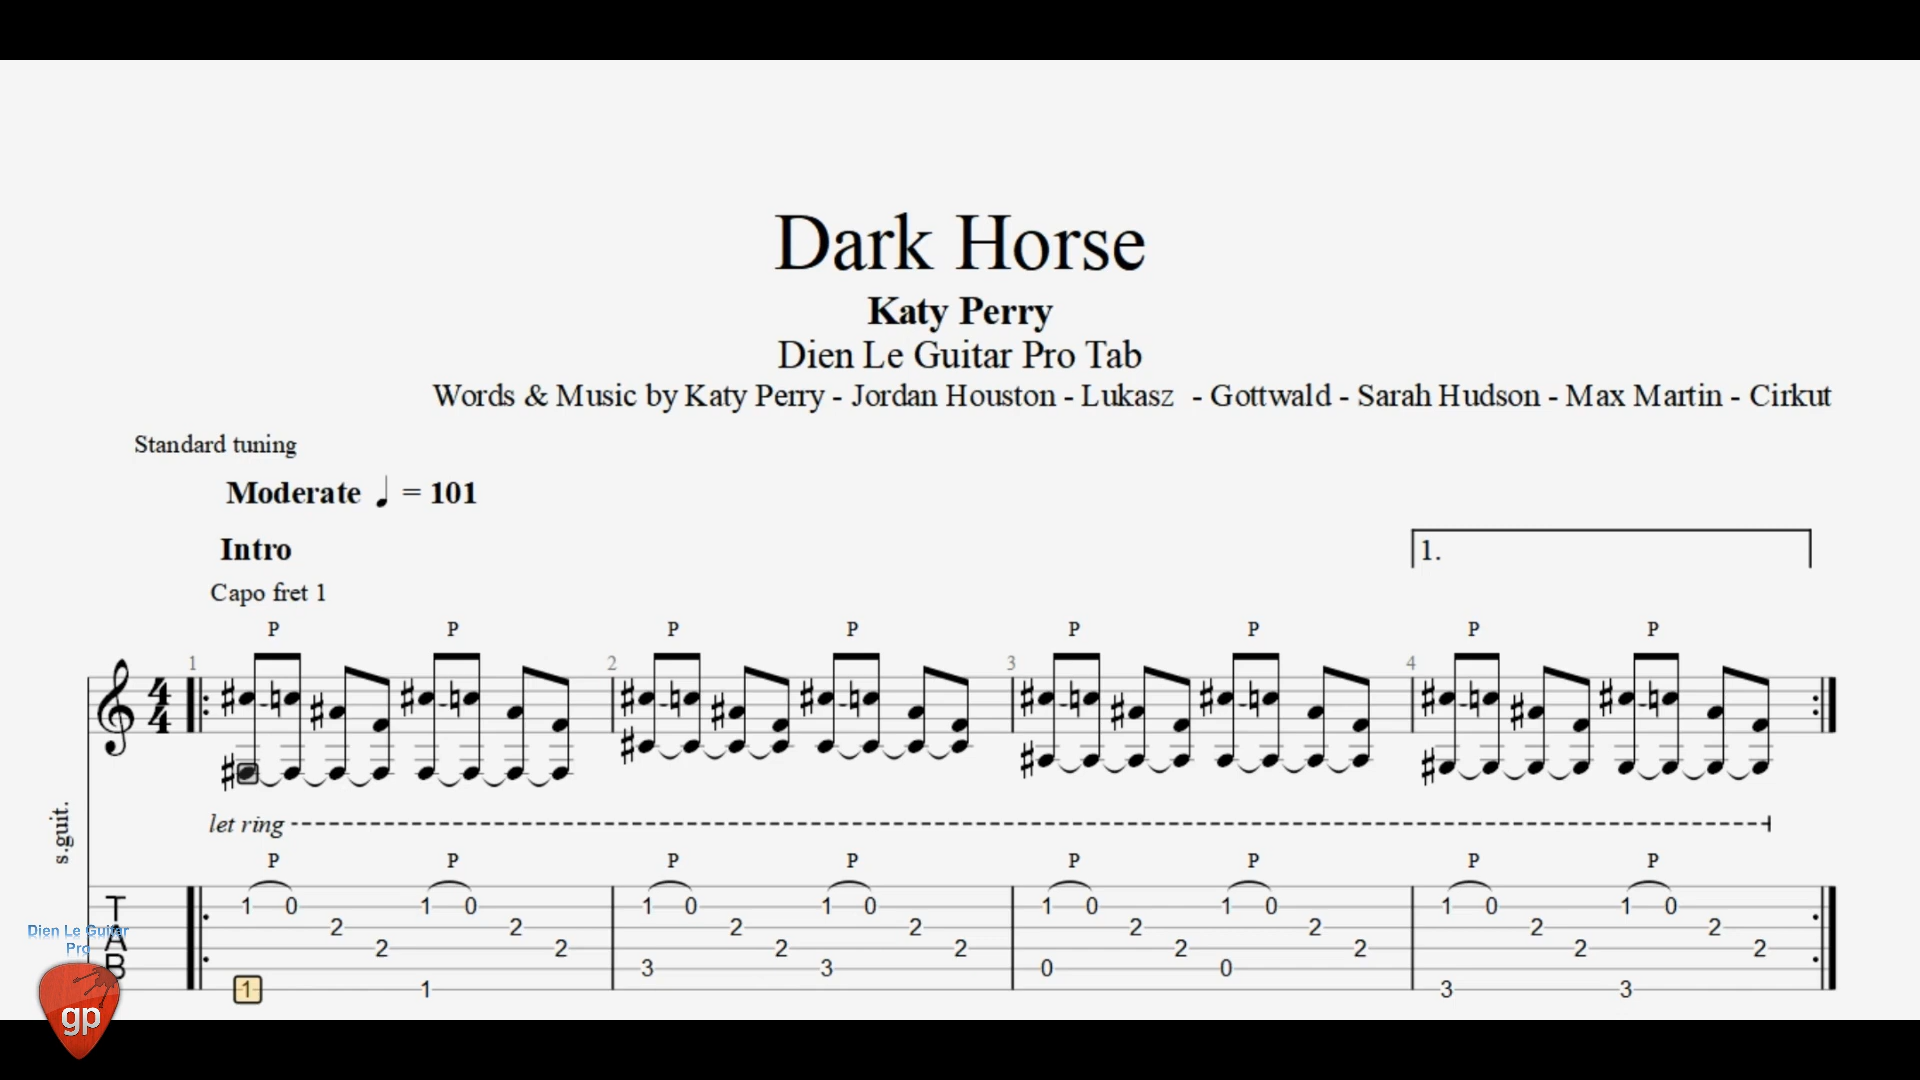 Dark Horse
Katy Perry
Dien Le Guitar Pro Tab
Words & Music by Katy Perry - Jordan Houston - Lukasz - Gottwald - Sarah Hudson - Max Martin - Cirkut
Standard tuning
Moderate ♩ = 101
1.
Intro
Capo fret 1
P P P P P P P P
1 2 3 4
4
4
let ring
s.guit.
P P P P P P P P
T 1 0 1 0 1 0 1 0 1 0 1 0 1 0 1 0
A 2 2 2 2 2 2 2 2
2 2 2 2 2 2 2 2
B 3 3 0 0
1 1 3 3
Dien Le Guitar
Pro
gp